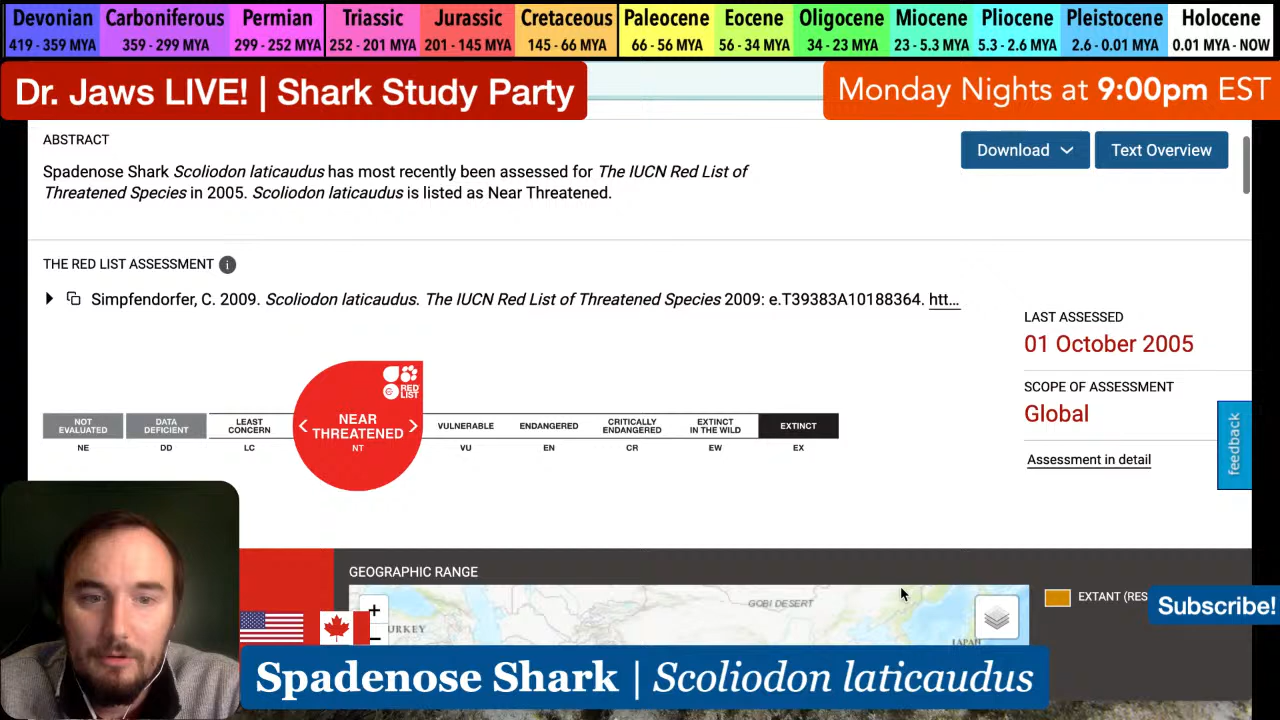 Devonian Carboniferous Permian Triassic Jurassic Cretaceous Paleocene Eocene Oligocene Miocene Pliocene Pleistocene Holocene
419 - 359 MYA 359 - 299 MYA 299 - 252 MYA 252 - 201 MYA 201 - 145 MYA 145 - 66 MYA 66 - 56 MYA 56 - 34 MYA 34 - 23 MYA 23 - 5.3 MYA 5.3 - 2.6 MYA 2.6 - 0.01 MYA 0.01 MYA - NOW
Dr. Jaws LIVE! | Shark Study Party
Monday Nights at 9:00pm EST
ABSTRACT
Download
Text Overview
Spadenose Shark Scoliodon laticaudus has most recently been assessed for The IUCN Red List of
Threatened Species in 2005. Scoliodon laticaudus is listed as Near Threatened.
THE RED LIST ASSESSMENT i
Simpfendorfer, C. 2009. Scoliodon laticaudus. The IUCN Red List of Threatened Species 2009: e.T39383A10188364. htt...
LAST ASSESSED
01 October 2005
SCOPE OF ASSESSMENT
Global
Assessment in detail
feedback
RED
LIST
NOT
EVALUATED
DATA
DEFICIENT
LEAST
CONCERN
< NEAR
THREATENED >
VULNERABLE
ENDANGERED
CRITICALLY
ENDANGERED
EXTINCT
IN THE WILD
EXTINCT
NE DD LC NT VU EN CR EW EX
GEOGRAPHIC RANGE
+
−
GOBI DESERT
URKEY
JAPAN
EXTANT (RES
Subscribe!
Spadenose Shark | Scoliodon laticaudus